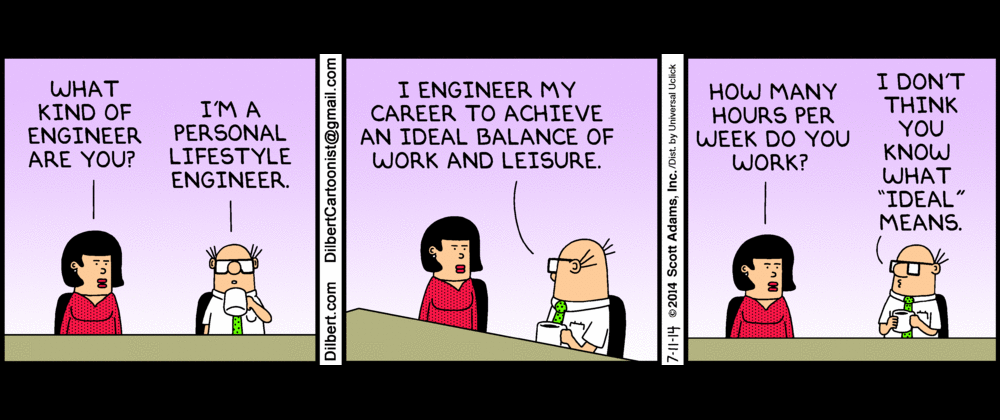 WHAT
KIND OF
ENGINEER
ARE YOU?
I'M A
PERSONAL
LIFESTYLE
ENGINEER.
Dilbert.com DilbertCartoonist@gmail.com
I ENGINEER MY
CAREER TO ACHIEVE
AN IDEAL BALANCE OF
WORK AND LEISURE.
7-11-14 ©2014 Scott Adams, Inc. /Dist. by Universal Uclick
HOW MANY
HOURS PER
WEEK DO YOU
WORK?
I DON'T
THINK
YOU
KNOW
WHAT
"IDEAL"
MEANS.